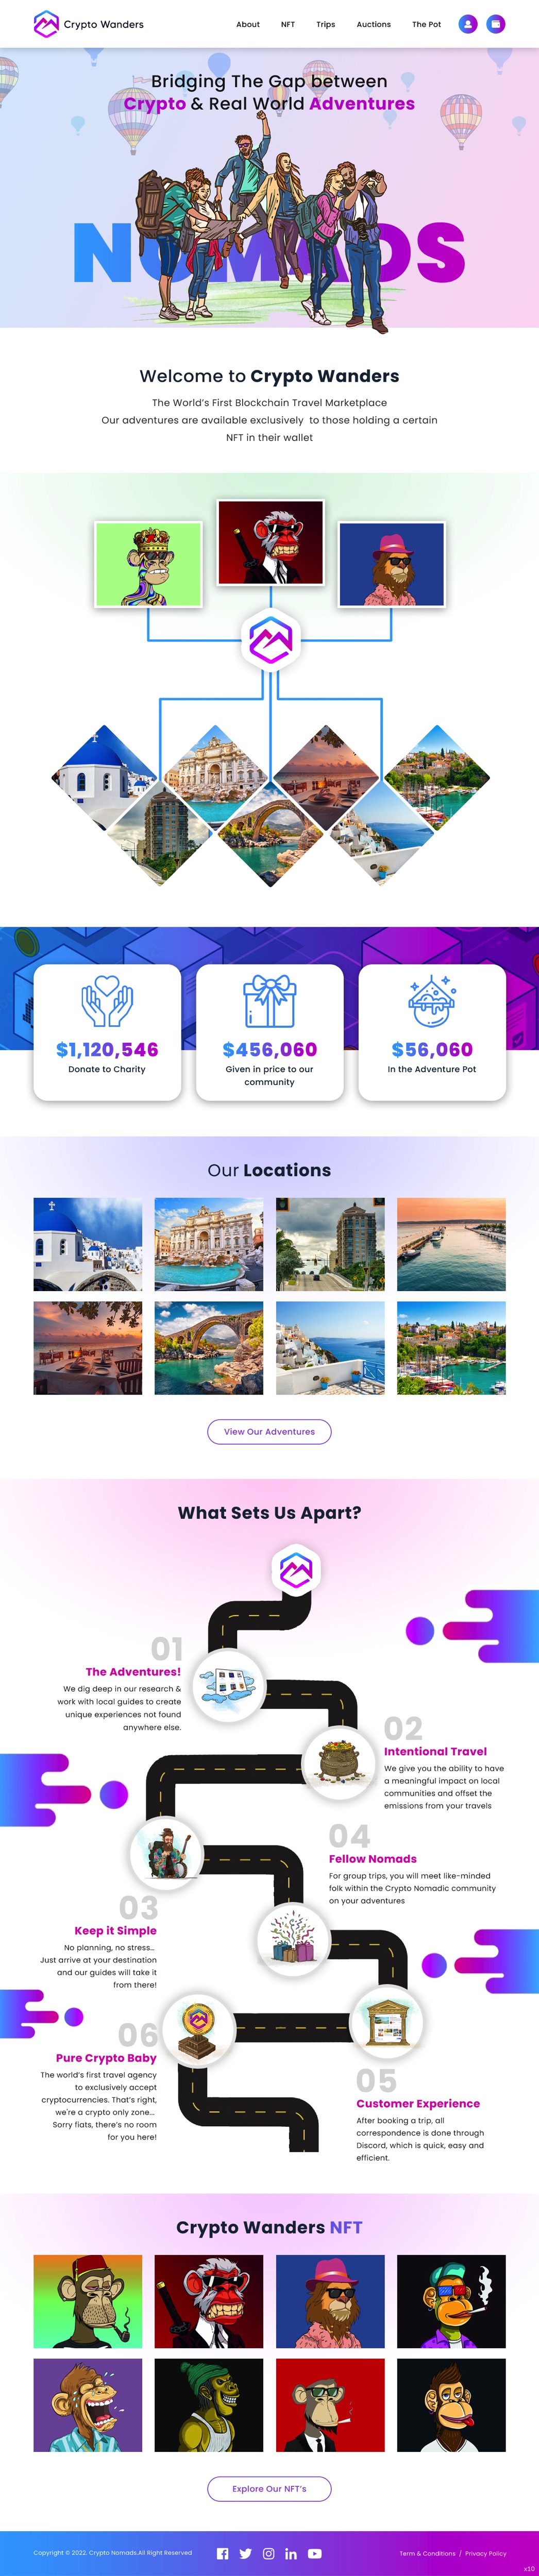 Crypto Wanders
About NFT Trips Auctions The Pot
Bridging The Gap between
Crypto & Real World Adventures
NOMADS
Welcome to Crypto Wanders
The World's First Blockchain Travel Marketplace
Our adventures are available exclusively to those holding a certain
NFT in their wallet
$1,120,546
Donate to Charity
$456,060
Given in price to our
community
$56,060
In the Adventure Pot
Our Locations
View Our Adventures
What Sets Us Apart?
01
The Adventures!
We dig deep in our research &
work with local guides to create
unique experiences not found
anywhere else.
02
Intentional Travel
We give you the ability to have
a meaningful impact on local
communities and offset the
emissions from your travels
04
Fellow Nomads
For group trips, you will meet like-minded
folk within the Crypto Nomadic community
on your adventures
03
Keep it Simple
No planning, no stress...
Just arrive at your destination
and our guides will take it
from there!
06
Pure Crypto Baby
The world's first travel agency
to exclusively accept
cryptocurrencies. That's right,
we're a crypto only zone...
Sorry fiats, there's no room
for you here!
05
Customer Experience
After booking a trip, all
correspondence is done through
Discord, which is quick, easy and
efficient.
Crypto Wanders NFT
Explore Our NFT's
Copyright © 2022, Crypto Nomads.All Right Reserved
Term & Conditions / Privacy Policy
x10